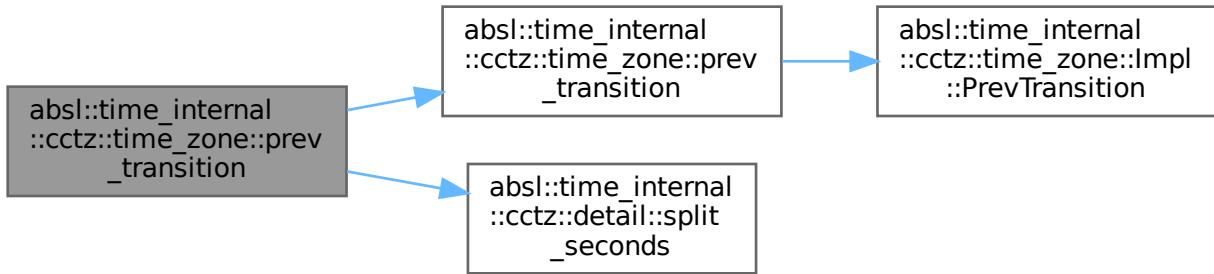 absl::time_internal
::cctz::time_zone::prev
_transition
absl::time_internal
::cctz::time_zone::prev
_transition
absl::time_internal
::cctz::time_zone::Impl
::PrevTransition
absl::time_internal
::cctz::detail::split
_seconds